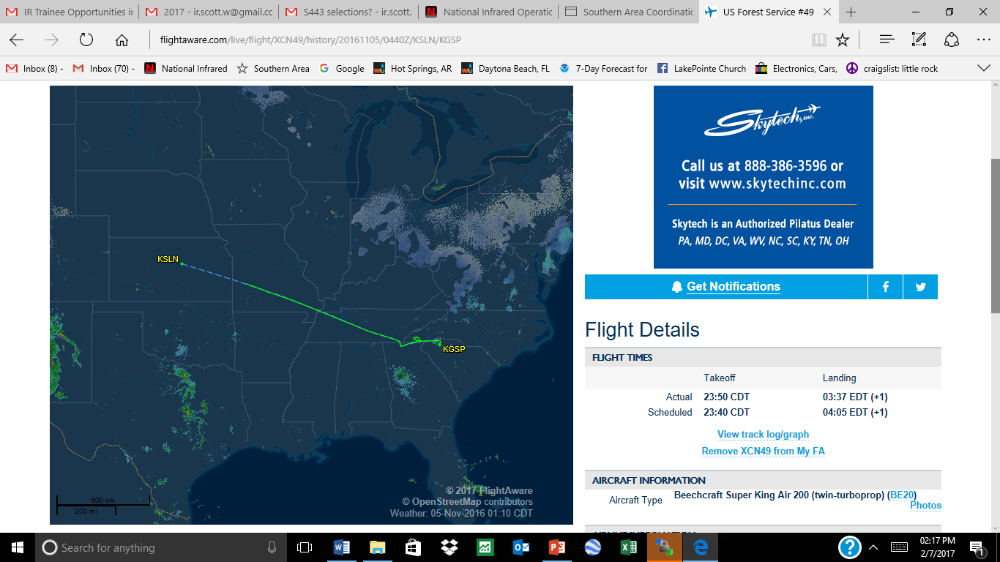 IR Trainee Opportunities i
2017 - ir.scott.w@gmail.cc
S443 selections? - ir.scott.
National Infrared Operatic
Southern Area Coordinatic
US Forest Service #49
flightaware.com/live/flight/XCN49/history/20161105/0440Z/KSLN/KGSP
Inbox (8) -
Inbox (70) -
National Infrared
Southern Area
Google
Hot Springs, AR
Daytona Beach, FL
7-Day Forecast for
LakePointe Church
Electronics, Cars,
craigslist: little rock
KSLN
KGSP
500 km
200 mi
© 2017 FlightAware
© OpenStreetMap contributors
Weather: 05-Nov-2016 01:10 CDT
Skytech, inc.
Call us at 888-386-3596 or
visit www.skytechinc.com
Skytech is an Authorized Pilatus Dealer
PA, MD, DC, VA, WV, NC, SC, KY, TN, OH
Get Notifications
Flight Details
FLIGHT TIMES
Takeoff Landing
Actual 23:50 CDT 03:37 EDT (+1)
Scheduled 23:40 CDT 04:05 EDT (+1)
View track log/graph
Remove XCN49 from My FA
AIRCRAFT INFORMATION
Aircraft Type Beechcraft Super King Air 200 (twin-turboprop) (BE20)
Photos
Search for anything
02:17 PM
2/7/2017
1